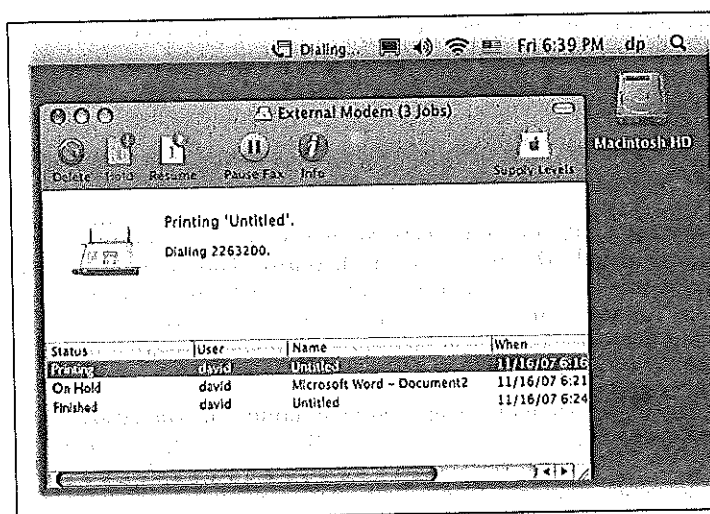 Dialing... Fri 6:39 PM dp
External Modem (3 Jobs)
Macintosh HD
Delete Hold Resume Pause Fax Info Supply Levels
Printing 'Untitled'.
Dialing 2263200.
Status User Name When
Printing david Untitled 11/16/07 6:16
On Hold david Microsoft Word - Document2 11/16/07 6:21
Finished david Untitled 11/16/07 6:24